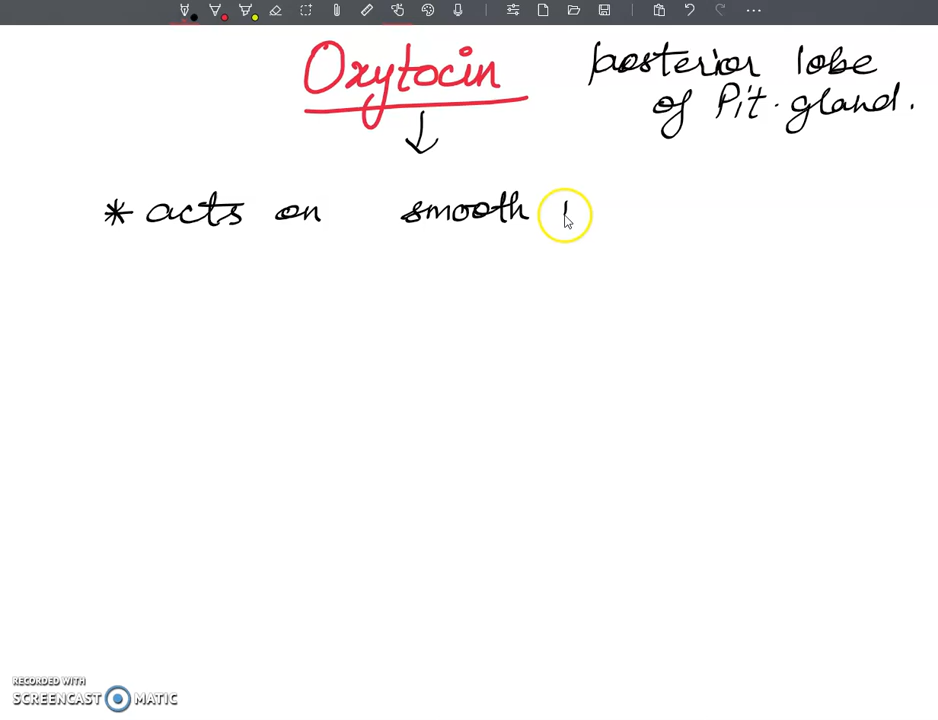 Oxytocin
posterior lobe
of Pit. gland.
* acts on smooth
RECORDED WITH
SCREENCAST MATIC